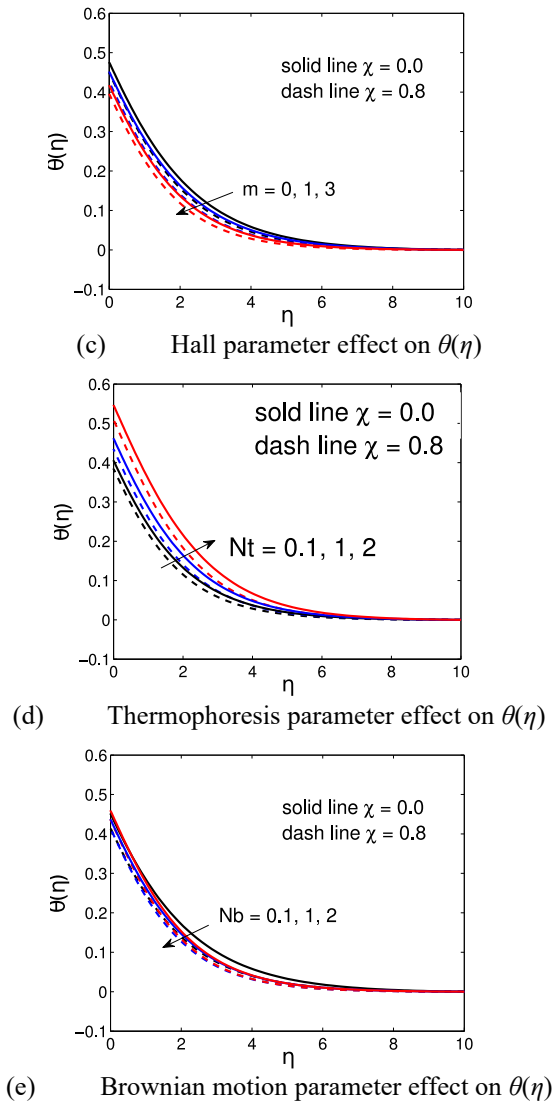 0.6
0.5
0.4
0.3
0.2
0.1
0
−0.1
θ(η)
solid line χ = 0.0
dash line χ = 0.8
m = 0, 1, 3
0 2 4 6 8 10
η
(c) Hall parameter effect on θ(η)
0.6
0.5
0.4
0.3
0.2
0.1
0
−0.1
θ(η)
sold line χ = 0.0
dash line χ = 0.8
Nt = 0.1, 1, 2
0 2 4 6 8 10
η
(d) Thermophoresis parameter effect on θ(η)
0.6
0.5
0.4
0.3
0.2
0.1
0
−0.1
θ(η)
solid line χ = 0.0
dash line χ = 0.8
Nb = 0.1, 1, 2
0 2 4 6 8 10
η
(e) Brownian motion parameter effect on θ(η)